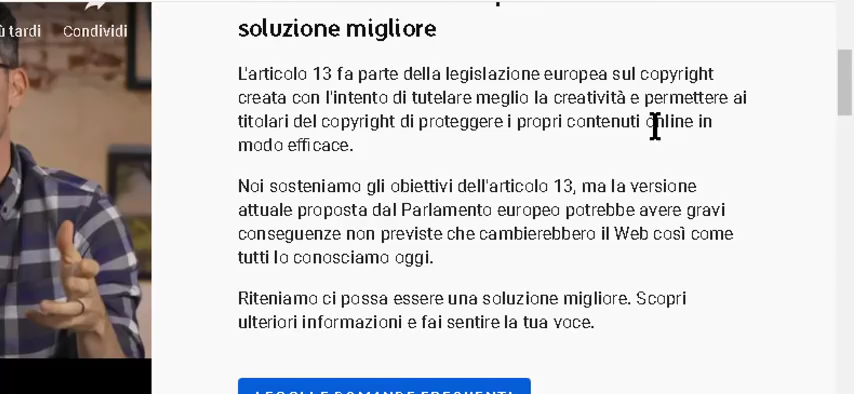 ù tardi
Condividi
soluzione migliore
L'articolo 13 fa parte della legislazione europea sul copyright
creata con l'intento di tutelare meglio la creatività e permettere ai
titolari del copyright di proteggere i propri contenuti online in
modo efficace.
Noi sosteniamo gli obiettivi dell'articolo 13, ma la versione
attuale proposta dal Parlamento europeo potrebbe avere gravi
conseguenze non previste che cambierebbero il Web così come
tutti lo conosciamo oggi.
Riteniamo ci possa essere una soluzione migliore. Scopri
ulteriori informazioni e fai sentire la tua voce.
LEGGI LE DOMANDE FREQUENTI